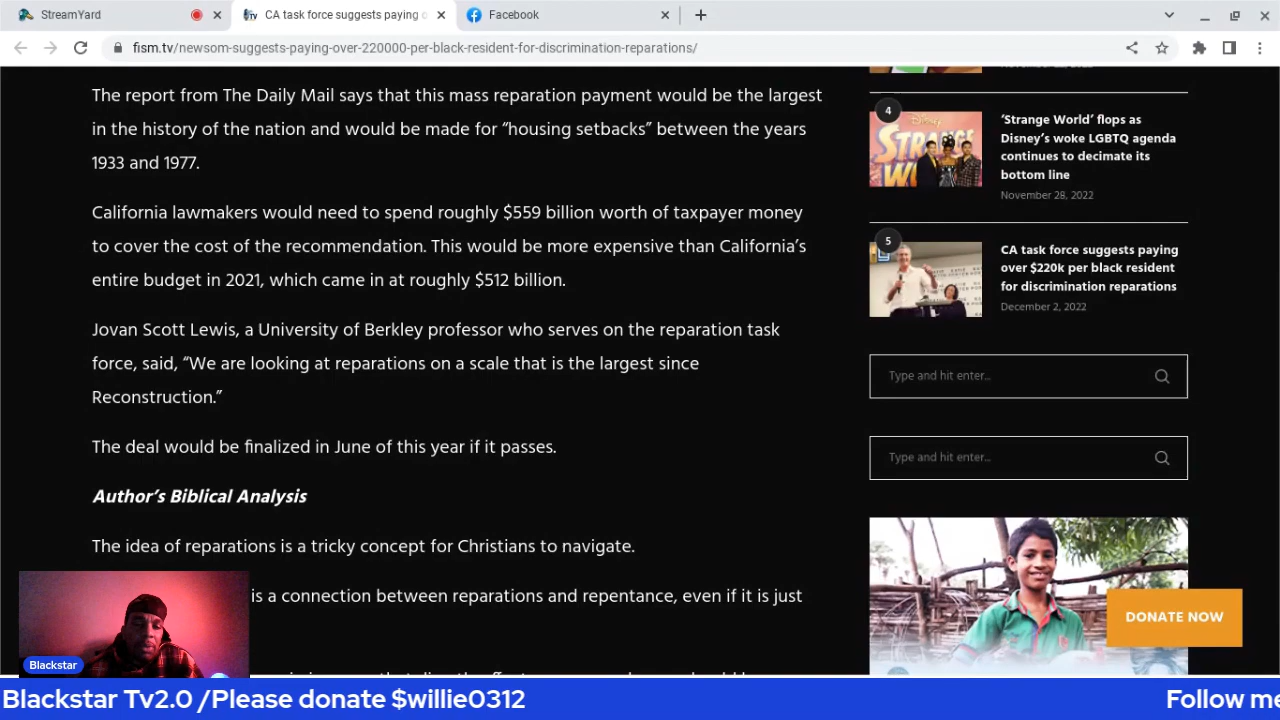 StreamYard
CA task force suggests paying o
Facebook
fism.tv/newsom-suggests-paying-over-220000-per-black-resident-for-discrimination-reparations/
The report from The Daily Mail says that this mass reparation payment would be the largest
in the history of the nation and would be made for “housing setbacks” between the years
1933 and 1977.
California lawmakers would need to spend roughly $559 billion worth of taxpayer money
to cover the cost of the recommendation. This would be more expensive than California’s
entire budget in 2021, which came in at roughly $512 billion.
Jovan Scott Lewis, a University of Berkley professor who serves on the reparation task
force, said, “We are looking at reparations on a scale that is the largest since
Reconstruction.”
The deal would be finalized in June of this year if it passes.
Author’s Biblical Analysis
The idea of reparations is a tricky concept for Christians to navigate.
is a connection between reparations and repentance, even if it is just
4
Disney
STRANGE
WO
‘Strange World’ flops as
Disney’s woke LGBTQ agenda
continues to decimate its
bottom line
November 28, 2022
5
CA task force suggests paying
over $220k per black resident
for discrimination reparations
December 2, 2022
Type and hit enter...
Type and hit enter...
DONATE NOW
Blackstar
Blackstar Tv2.0 /Please donate $willie0312
Follow me